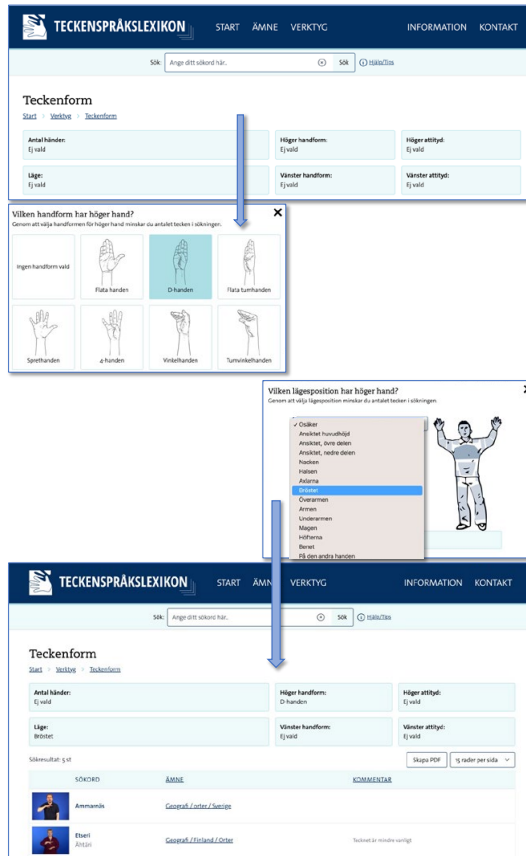 TECKENSPRÅKSLEXIKON START ÄMNE VERKTYG INFORMATION KONTAKT
Sök: Ange ditt sökord här.. Sök Hjälp/Tips
Teckenform
Start Verktyg Teckenform
Antal händer: Höger handform: Höger attityd:
Ej vald Ej vald Ej vald
Läge: Vänster handform: Vänster attityd:
Ej vald Ej vald Ej vald
Vilken handform har höger hand?
Genom att välja handformen för höger hand minskar du antalet tecken i sökningen.
Ingen handform vald Flata handen D-handen Flata tumhanden
Sprethanden 4-handen Vinkelhanden Tumvinkelhanden
Vilken lägesposition har höger hand?
Genom att välja lägesposition minskar du antalet tecken i sökningen
✓ Osäker
Ansiktet huvudhöjd
Ansiktet, övre delen
Ansiktet, nedre delen
Nacken
Halsen
Axlarna
Bröstet
Överarmen
Armen
Underarmen
Magen
Höfterna
Benet
På den andra handen
TECKENSPRÅKSLEXIKON START ÄMN VERKTYG INFORMATION KONTAKT
Sök: Ange ditt sökord här.. Sök Hjälp/Tips
Teckenform
Start Verktyg Teckenform
Antal händer: Höger handform: Höger attityd:
Ej vald D-handen Ej vald
Läge: Vänster handform: Vänster attityd:
Bröstet Ej vald Ej vald
Sökresultat: 5 st Skapa PDF 15 rader per sida
SÖKORD ÄMNE KOMMENTAR
Ammarnäs Geografi / orter / Sverige
Etseri Geografi / Finland / Orter Tecknet är mindre vanligt
Ähtäri